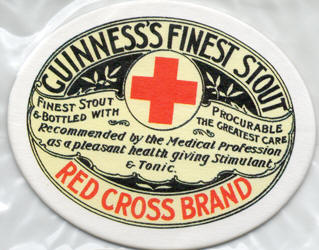 GUINNESS'S FINEST STOUT
FINEST STOUT PROCURABLE
& BOTTLED WITH THE GREATEST CARE
Recommended by the Medical Profession
as a pleasant health giving Stimulant
& Tonic.
RED CROSS BRAND